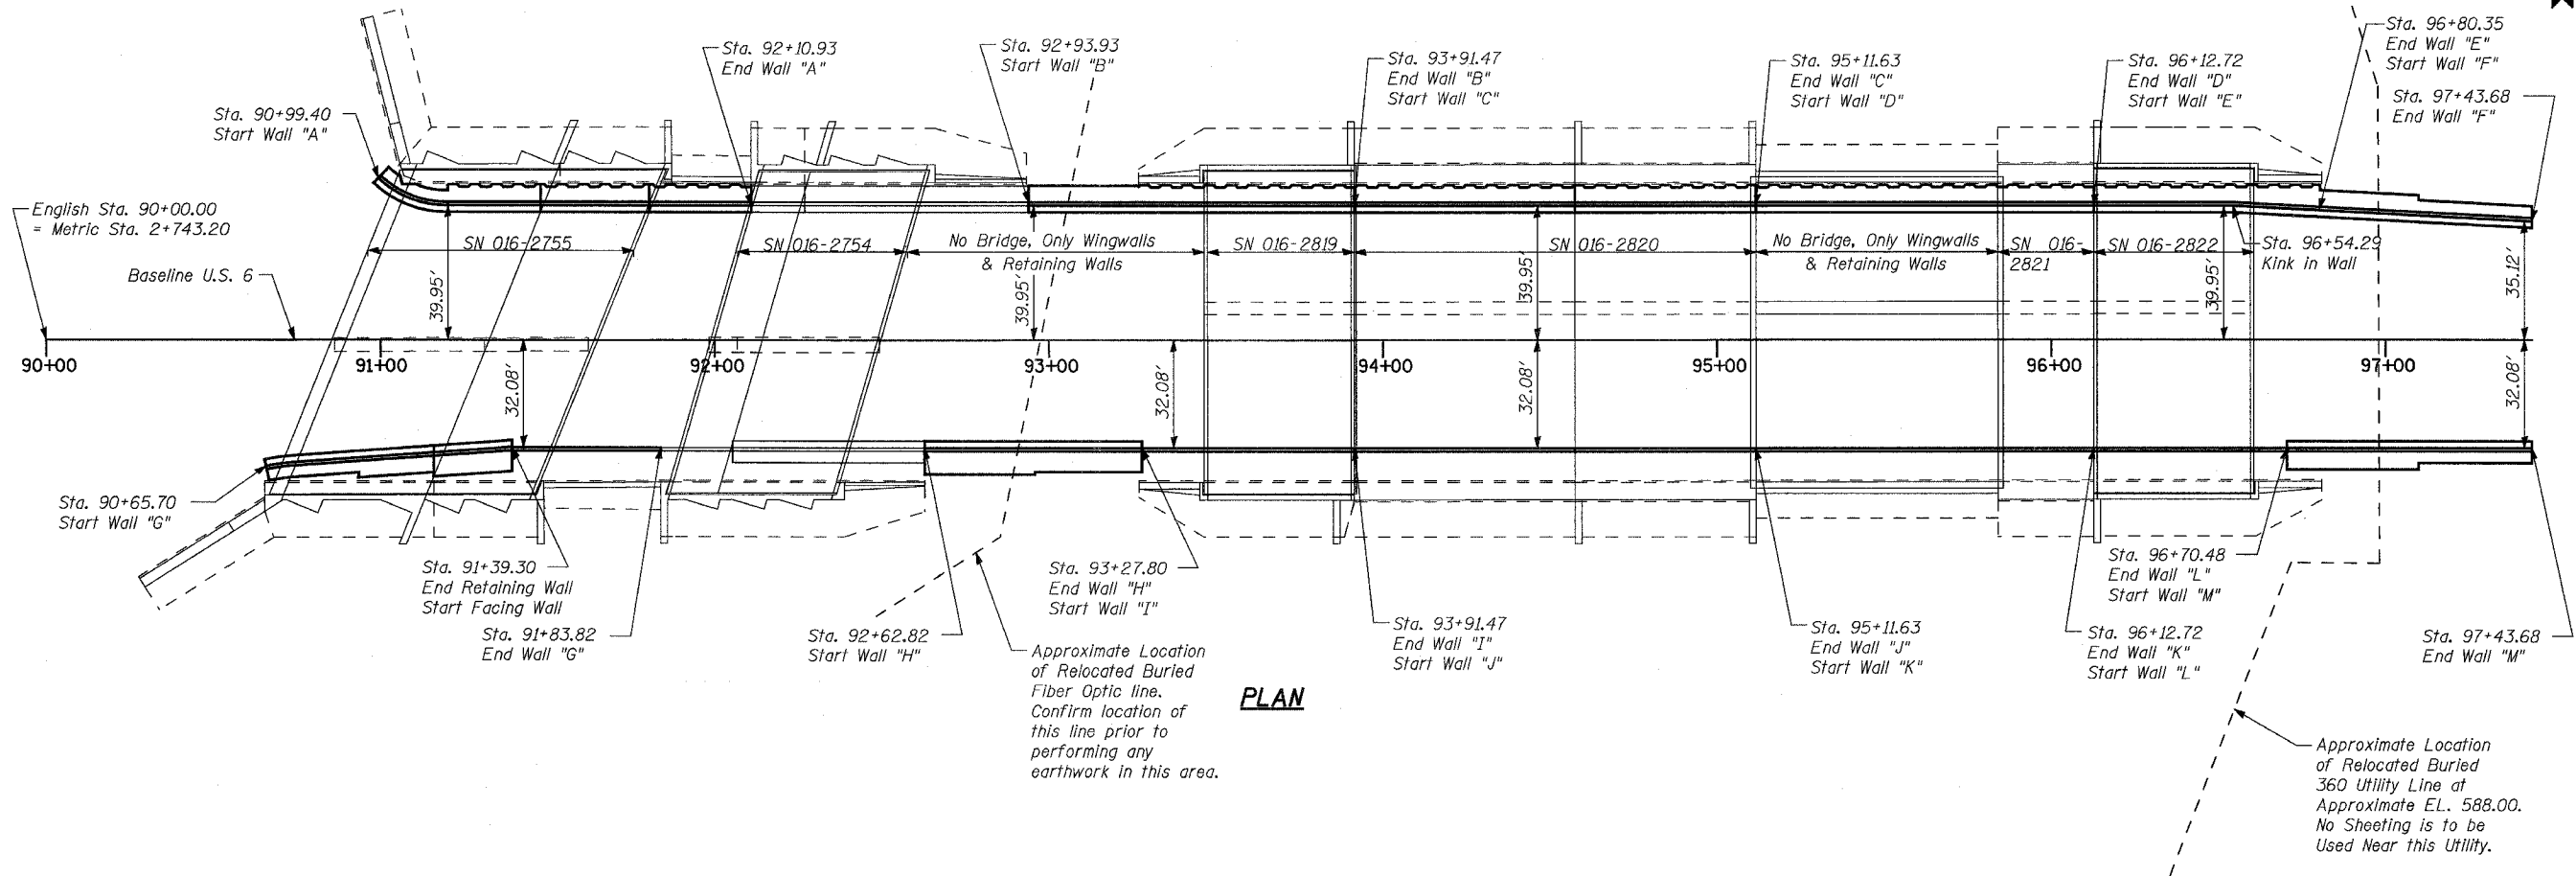 Sta. 96+80.35
End Wall "E"
Start Wall "F"
Sta. 92+10.93
End Wall "A"
Sta. 92+93.93
Start Wall "B"
Sta. 93+91.47
End Wall "B"
Start Wall "C"
Sta. 95+11.63
End Wall "C"
Start Wall "D"
Sta. 96+12.72
End Wall "D"
Start Wall "E"
Sta. 97+43.68
End Wall "F"
Sta. 90+99.40
Start Wall "A"
English Sta. 90+00.00
= Metric Sta. 2+743.20
SN 016-2755
SN 016-2754
No Bridge, Only Wingwalls
& Retaining Walls
SN 016-2819
SN 016-2820
No Bridge, Only Wingwalls
& Retaining Walls
SN 016-
2821
SN 016-2822
Sta. 96+54.29
Kink in Wall
Baseline U.S. 6
39.95'
39.95'
39.95'
39.95'
35.12'
90+00
91+00
92+00
93+00
94+00
95+00
96+00
97+00
32.08'
32.08'
32.08'
32.08'
Sta. 90+65.70
Start Wall "G"
Sta. 91+39.30
End Retaining Wall
Start Facing Wall
Sta. 91+83.82
End Wall "G"
Sta. 92+62.82
Start Wall "H"
Sta. 93+27.80
End Wall "H"
Start Wall "I"
Sta. 93+91.47
End Wall "I"
Start Wall "J"
Sta. 95+11.63
End Wall "J"
Start Wall "K"
Sta. 96+70.48
End Wall "L"
Start Wall "M"
Sta. 96+12.72
End Wall "K"
Start Wall "L"
Sta. 97+43.68
End Wall "M"
Approximate Location
of Relocated Buried
Fiber Optic line.
Confirm location of
this line prior to
performing any
earthwork in this area.
PLAN
Approximate Location
of Relocated Buried
360 Utility Line at
Approximate EL. 588.00.
No Sheeting is to be
Used Near this Utility.